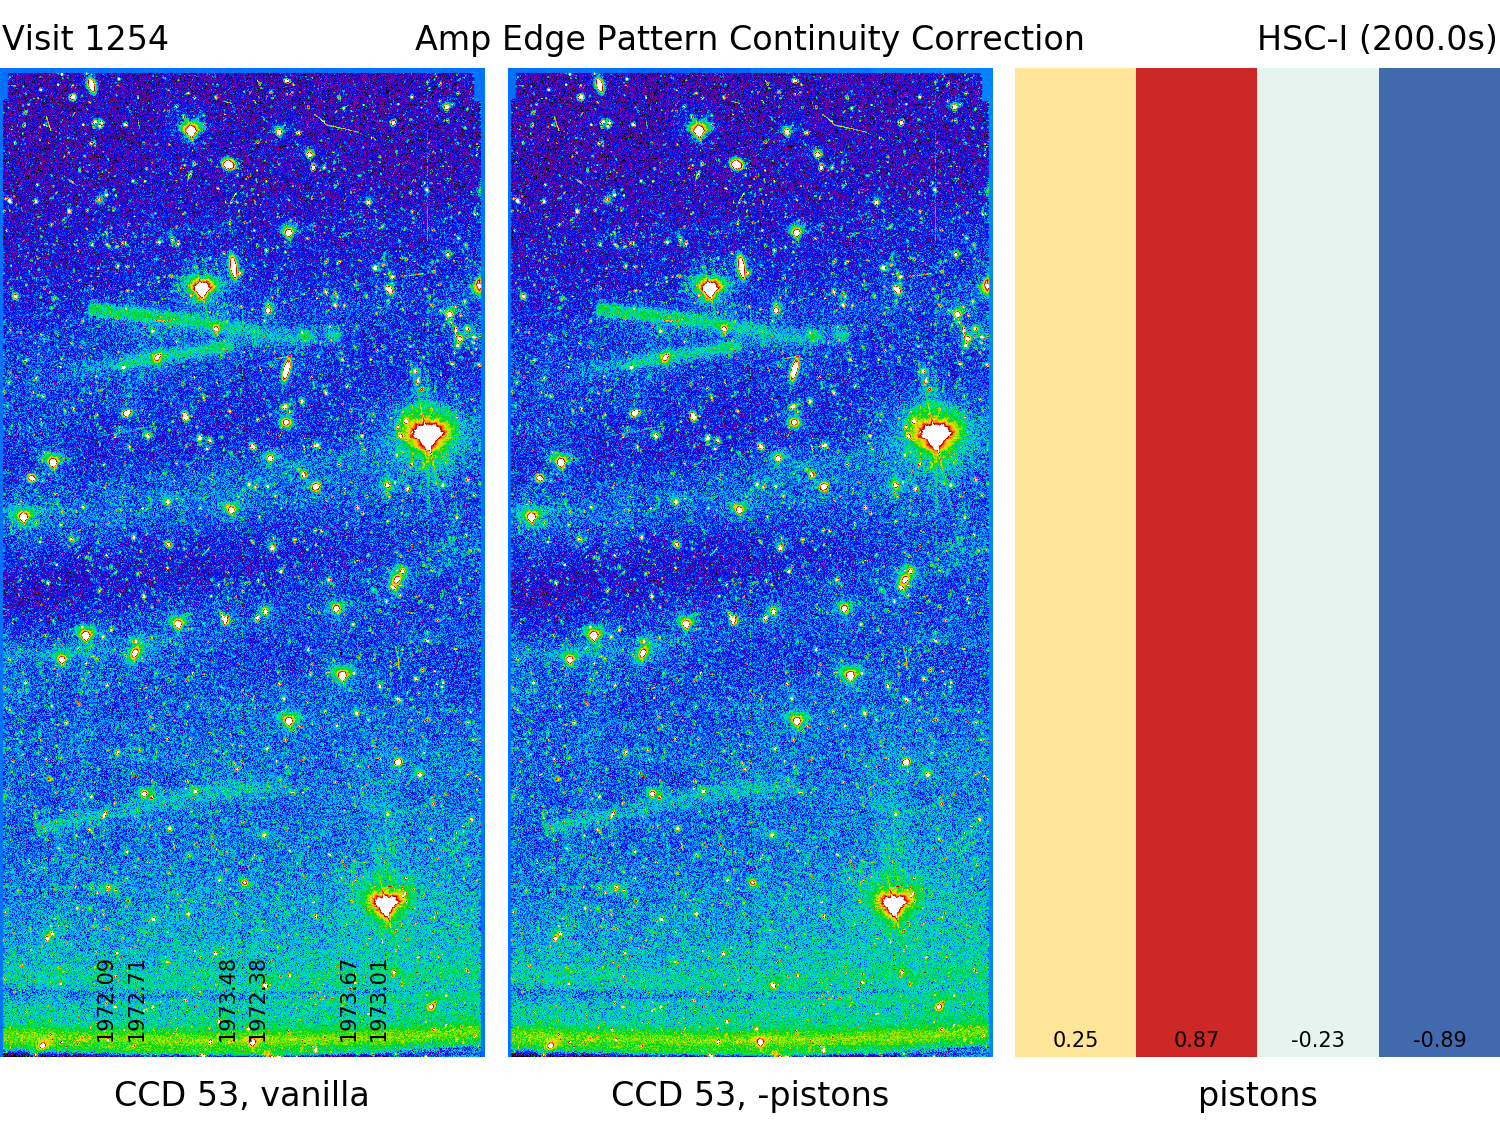 Visit 1254
Amp Edge Pattern Continuity Correction
HSC-I (200.0s)
1972.09
1972.71
1973.48
1972.38
1973.67
1973.01
0.25
0.87
-0.23
-0.89
CCD 53, vanilla
CCD 53, -pistons
pistons